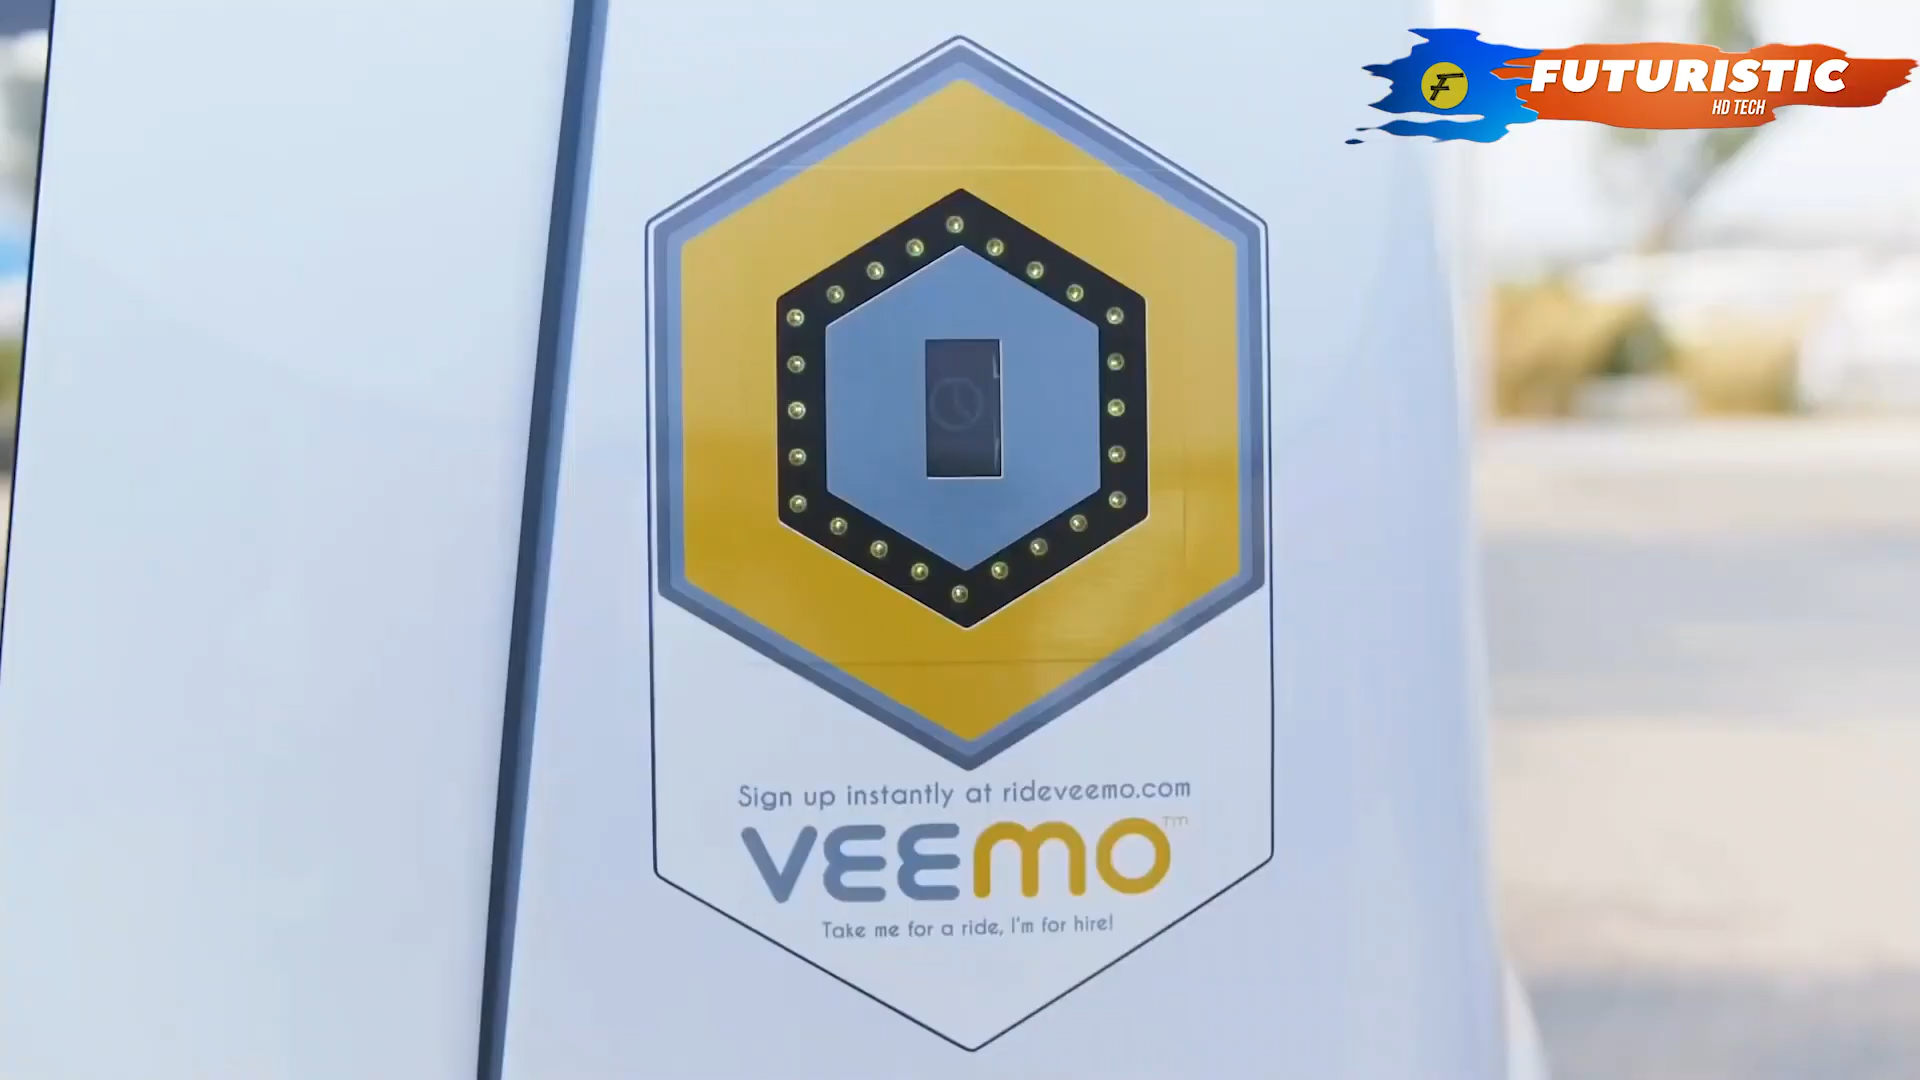 FUTURISTIC
HD TECH
Sign up instantly at rideveemo.com
VEEMO™
Take me for a ride, I'm for hire!